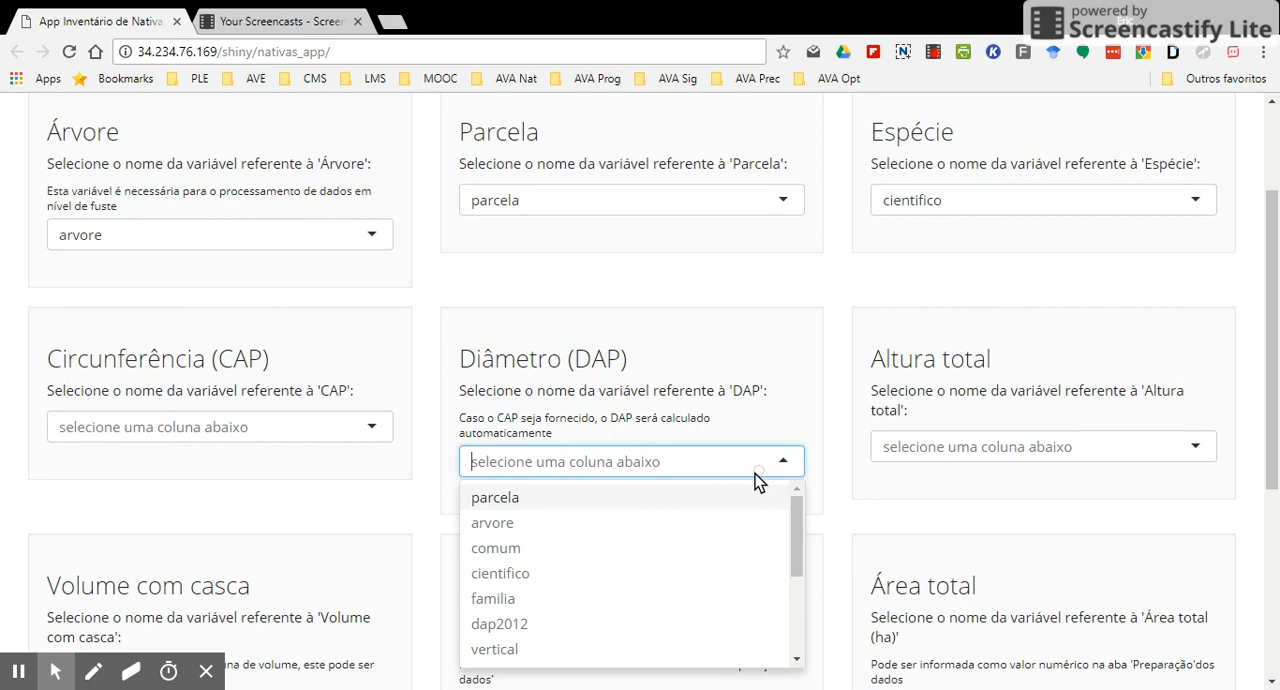 App Inventário de Nativa
Your Screencasts - Screen
powered by
Screencastify Lite
Eric
34.234.76.169/shiny/nativas_app/
Apps Bookmarks PLE AVE CMS LMS MOOC AVA Nat AVA Prog AVA Sig AVA Prec AVA Opt Outros favoritos
Árvore
Selecione o nome da variável referente à 'Árvore':
Esta variável é necessária para o processamento de dados em
nível de fuste
arvore
Parcela
Selecione o nome da variável referente à 'Parcela':
parcela
Espécie
Selecione o nome da variável referente à 'Espécie':
cientifico
Circunferência (CAP)
Selecione o nome da variável referente à 'CAP':
selecione uma coluna abaixo
Diâmetro (DAP)
Selecione o nome da variável referente à 'DAP':
Caso o CAP seja fornecido, o DAP será calculado
automaticamente
selecione uma coluna abaixo
parcela
arvore
comum
cientifico
familia
dap2012
vertical
Altura total
Selecione o nome da variável referente à 'Altura
total':
selecione uma coluna abaixo
Volume com casca
Selecione o nome da variável referente à 'Volume
com casca':
na de volume, este pode ser
dados'
Área total
Selecione o nome da variável referente à 'Área total
(ha)'
Pode ser informada como valor numérico na aba 'Preparação'dos
dados